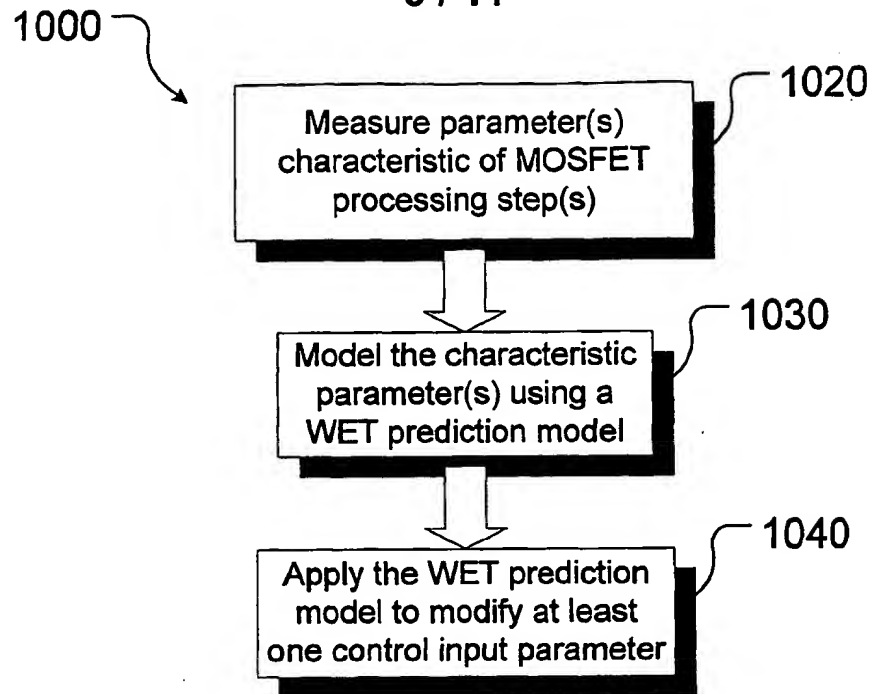 1000
1020
Measure parameter(s)
characteristic of MOSFET
processing step(s)
1030
Model the characteristic
parameter(s) using a
WET prediction model
1040
Apply the WET prediction
model to modify at least
one control input parameter